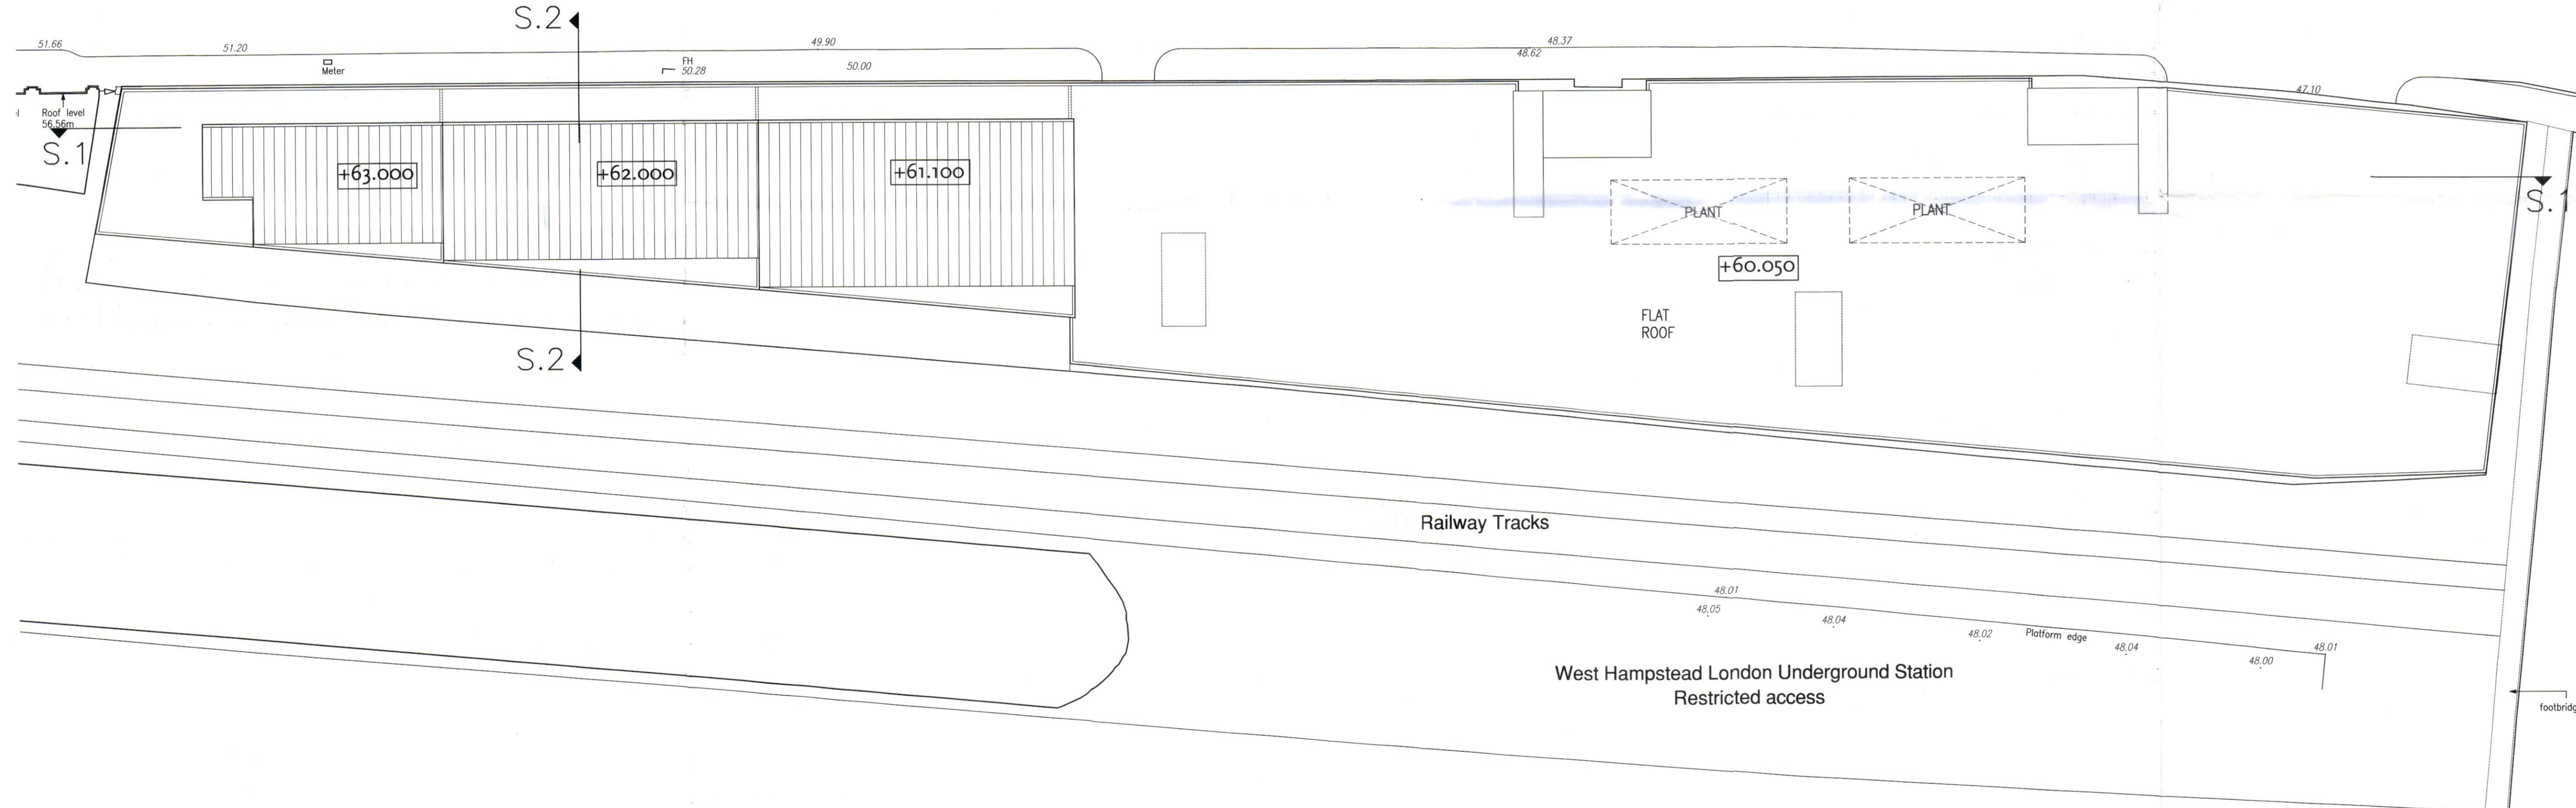 S.2
51.66
51.20
49.90
48.37
48.62
Meter
FH
50.28
50.00
47.10
Roof level
56.56m
S.1
+63.000
+62.000
+61.100
PLANT
PLANT
S.1
+60.050
FLAT
ROOF
S.2
Railway Tracks
48.01
48.05
48.04
48.02
Platform edge
48.04
48.01
48.00
West Hampstead London Underground Station
Restricted access
footbridg